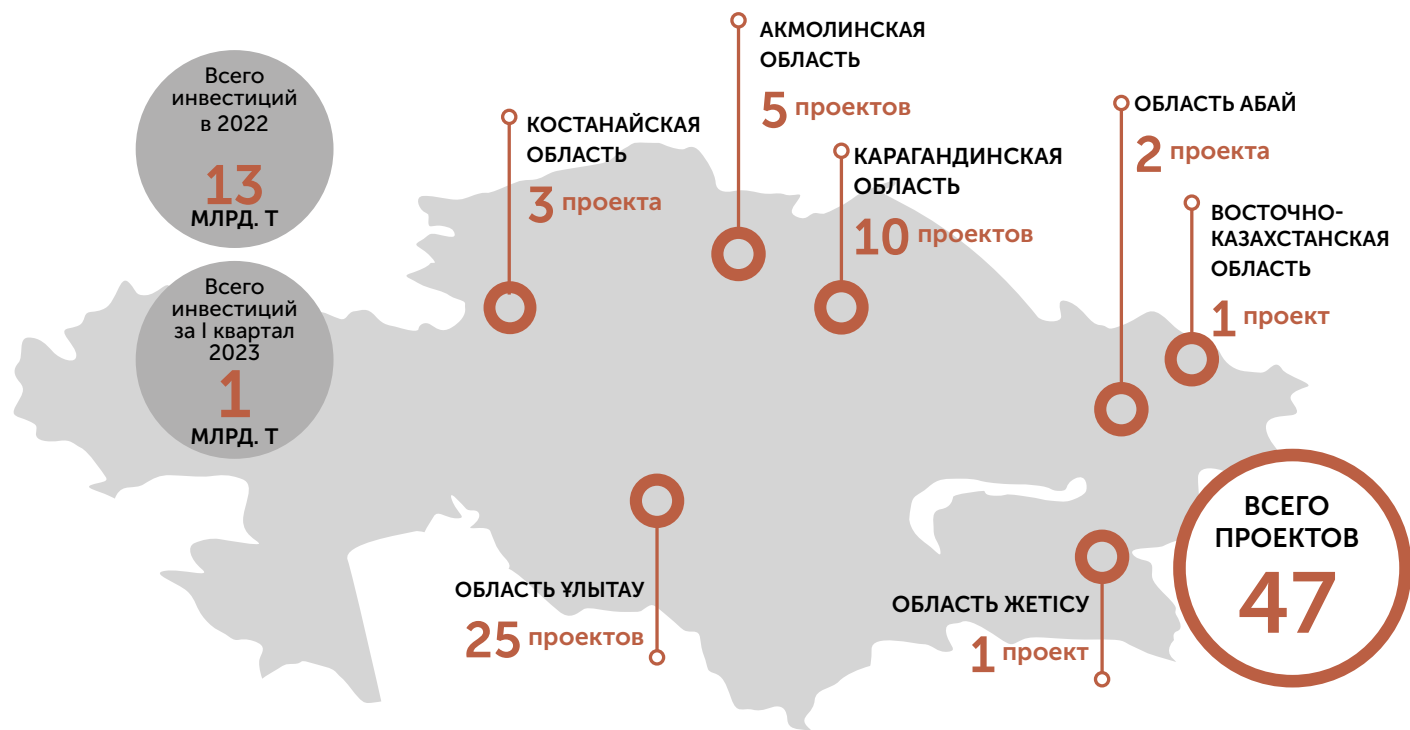 Всего
инвестиций
в 2022
13
МЛРД. Т
Всего
инвестиций
за I квартал
2023
1
МЛРД. Т
КОСТАНАЙСКАЯ
ОБЛАСТЬ
3 проекта
АКМОЛИНСКАЯ
ОБЛАСТЬ
5 проектов
КАРАГАНДИНСКАЯ
ОБЛАСТЬ
10 проектов
ОБЛАСТЬ АБАЙ
2 проекта
ВОСТОЧНО-
КАЗАХСТАНСКАЯ
ОБЛАСТЬ
1 проект
ОБЛАСТЬ ҰЛЫТАУ
25 проектов
ОБЛАСТЬ ЖЕТІСУ
1 проект
ВСЕГО
ПРОЕКТОВ
47